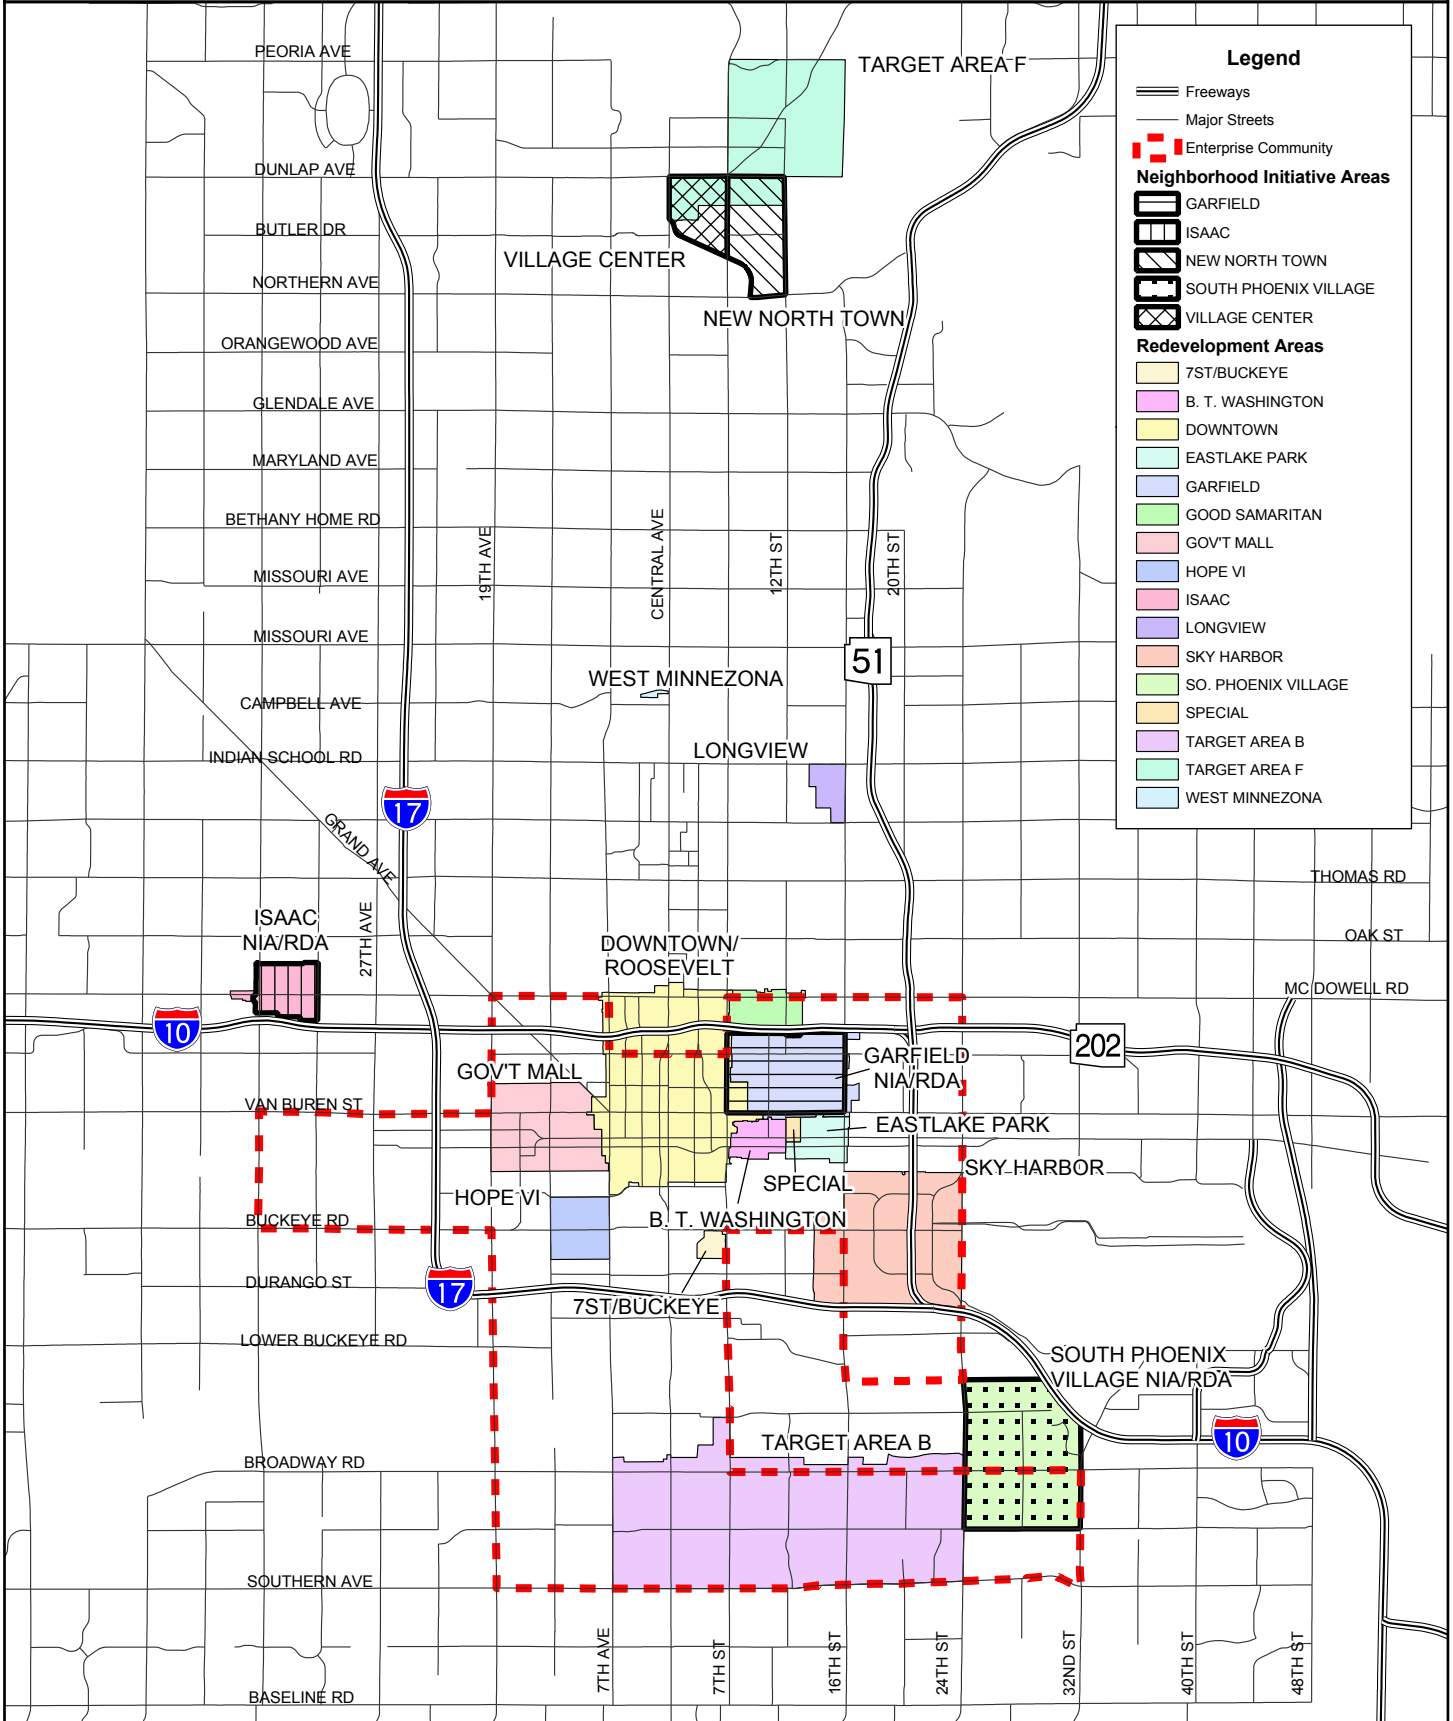 PEORIA AVE
TARGET AREA F
DUNLAP AVE
BUTLER DR
VILLAGE CENTER
NORTHERN AVE
NEW NORTH TOWN
ORANGEWOOD AVE
GLENDALE AVE
MARYLAND AVE
BETHANY HOME RD
19TH AVE
CENTRAL AVE
12TH ST
20TH ST
MISSOURI AVE
MISSOURI AVE
51
WEST MINNEZONA
CAMPBELL AVE
LONGVIEW
INDIAN SCHOOL RD
17
GRAND AVE
THOMAS RD
ISAAC
NIA/RDA
27TH AVE
DOWNTOWN/
ROOSEVELT
OAK ST
MC DOWELL RD
10
202
GOV'T MALL
GARFIELD
NIA/RDA
VAN BUREN ST
EASTLAKE PARK
SKY HARBOR
SPECIAL
HOPE VI
B. T. WASHINGTON
BUCKEYE RD
DURANGO ST
17
7ST/BUCKEYE
LOWER BUCKEYE RD
SOUTH PHOENIX
VILLAGE NIA/RDA
TARGET AREA B
10
BROADWAY RD
SOUTHERN AVE
7TH AVE
7TH ST
16TH ST
24TH ST
32ND ST
40TH ST
48TH ST
BASELINE RD
Legend
Freeways
Major Streets
Enterprise Community
Neighborhood Initiative Areas
GARFIELD
ISAAC
NEW NORTH TOWN
SOUTH PHOENIX VILLAGE
VILLAGE CENTER
Redevelopment Areas
7ST/BUCKEYE
B. T. WASHINGTON
DOWNTOWN
EASTLAKE PARK
GARFIELD
GOOD SAMARITAN
GOV'T MALL
HOPE VI
ISAAC
LONGVIEW
SKY HARBOR
SO. PHOENIX VILLAGE
SPECIAL
TARGET AREA B
TARGET AREA F
WEST MINNEZONA